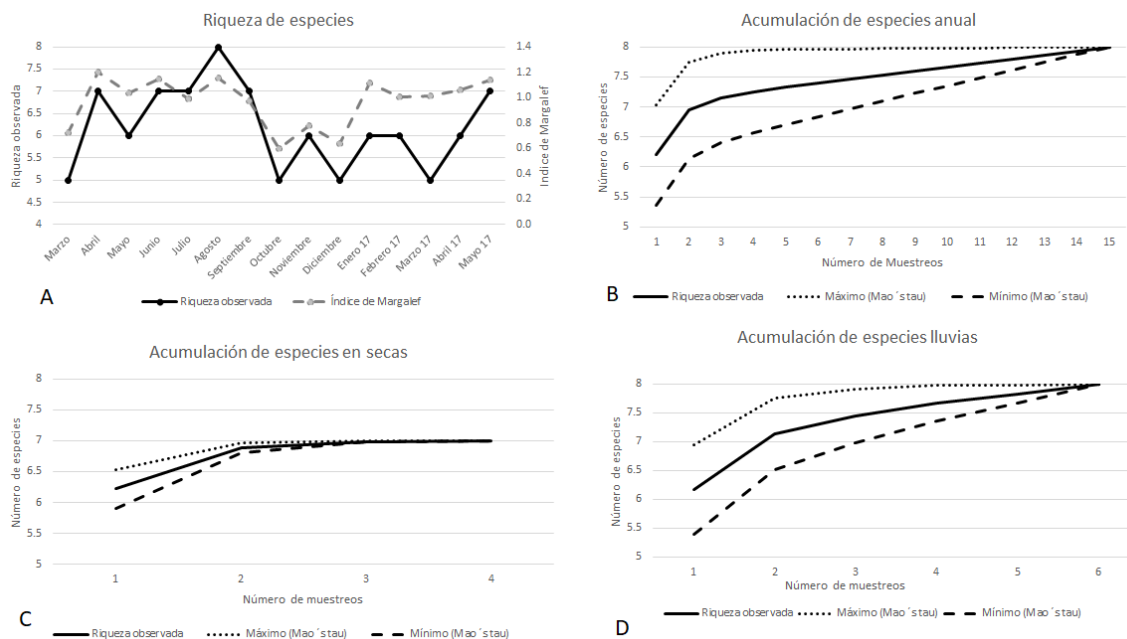 Riqueza de especies
Riqueza observada
8
7.5
7
6.5
6
5.5
5
4.5
4
1.4
1.2
1.0
0.8
0.6
0.4
0.2
0.0
Indice de Margalef
Marzo
Abril
Mayo
Junio
Julio
Agosto
Septiembre
Octubre
Noviembre
Diciembre
Enero 17
Febrero 17
Marzo 17
Abril 17
Mayo 17
A
Riqueza observada
Índice de Margalef
Acumulación de especies anual
Número de especies
8
7.5
7
6.5
6
5.5
5
1 2 3 4 5 6 7 8 9 10 11 12 13 14 15
Número de Muestreos
B
Riqueza observada
Máximo (Mao´stau)
Mínimo (Mao´stau)
Acumulación de especies en secas
Número de especies
8
7.5
7
6.5
6
5.5
5
1 2 3 4
Número de muestreos
C
Riqueza observada
Máximo (Mao´stau)
Mínimo (Mao´stau)
Acumulación de especies lluvias
Número de especies
8
7.5
7
6.5
6
5.5
5
1 2 3 4 5 6
Número de muestreos
D
Riqueza observada
Máximo (Mao´stau)
Mínimo (Mao´stau)